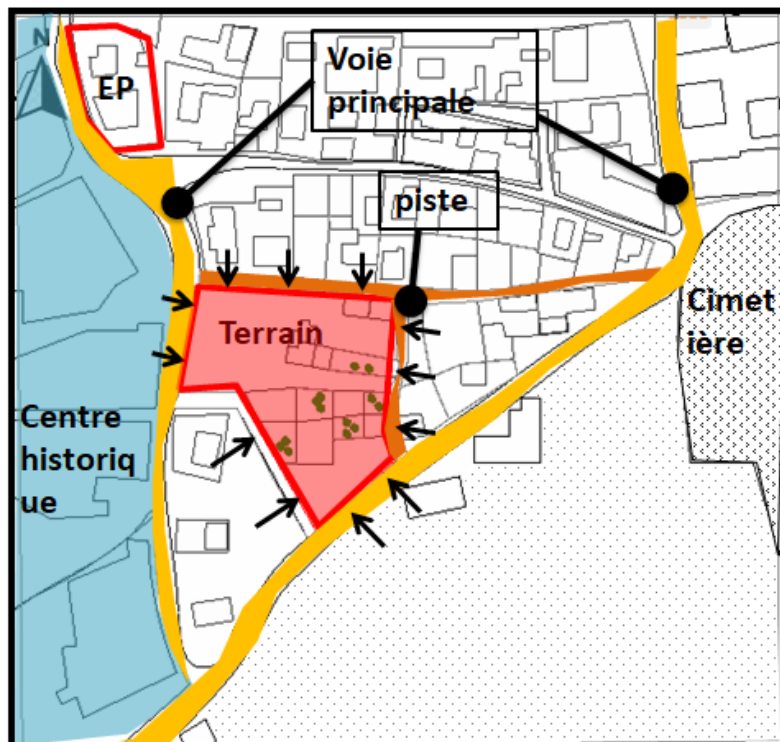 N
EP
Voie
principale
piste
Terrain
Cimet
ière
Centre
historiq
ue